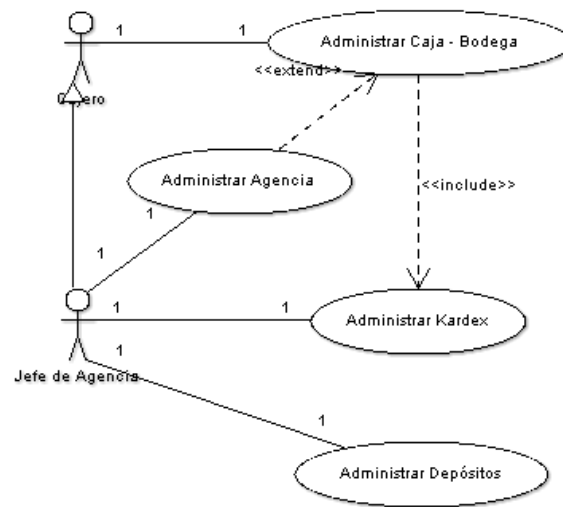 1
1
Administrar Caja - Bodega
<<extend>>
Administrar Agencia
1
<<include>>
1
1
1
Administrar Kardex
Jefe de Agencia
1
1
Administrar Depósitos